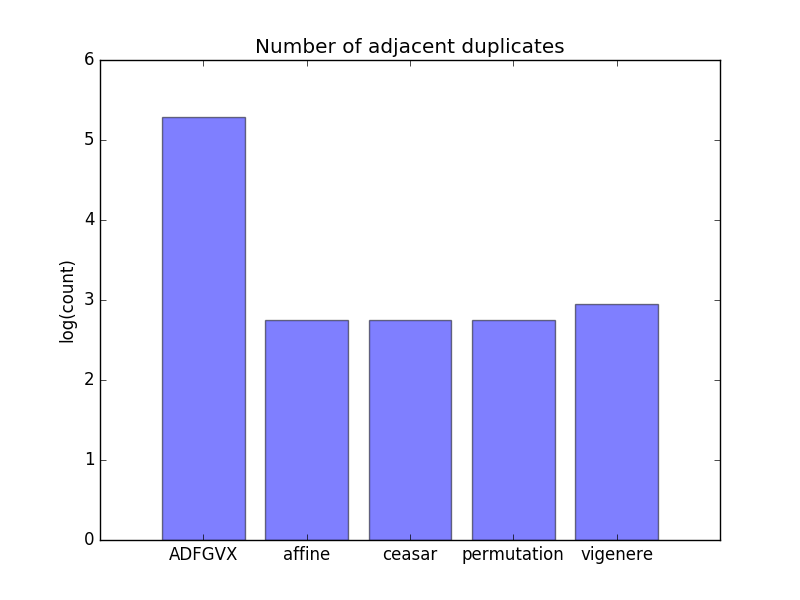 Number of adjacent duplicates
log(count)
6
5
4
3
2
1
0
ADFGVX affine ceasar permutation vigenere